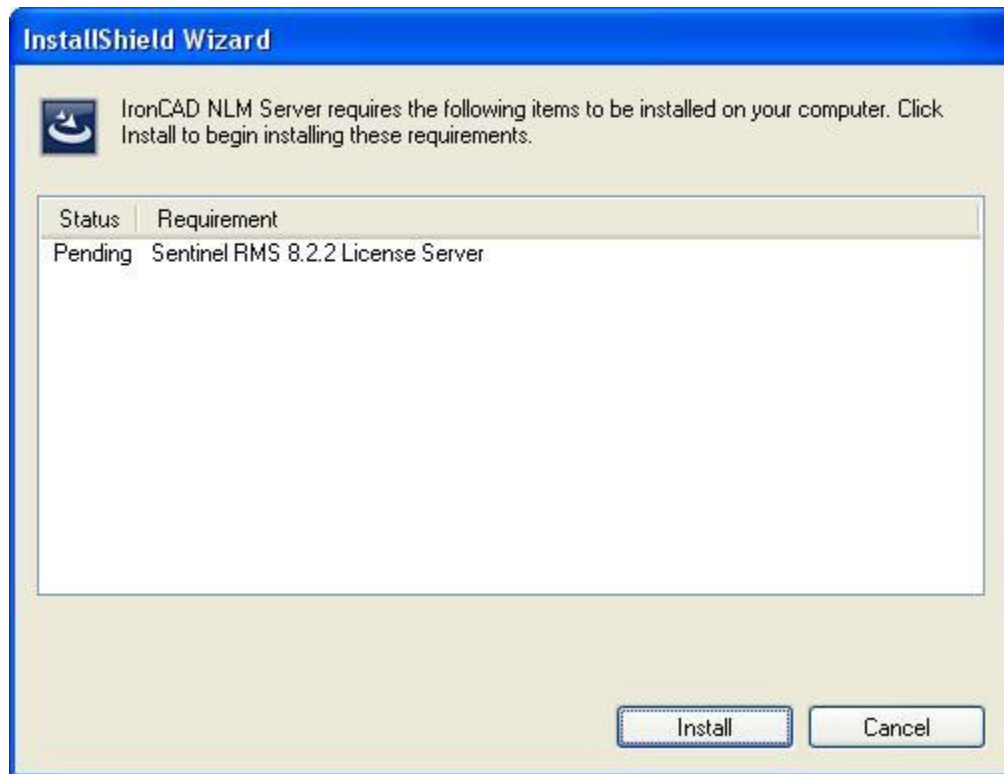 InstallShield Wizard
IronCAD NLM Server requires the following items to be installed on your computer. Click
Install to begin installing these requirements.
Status Requirement
Pending Sentinel RMS 8.2.2 License Server
Install Cancel